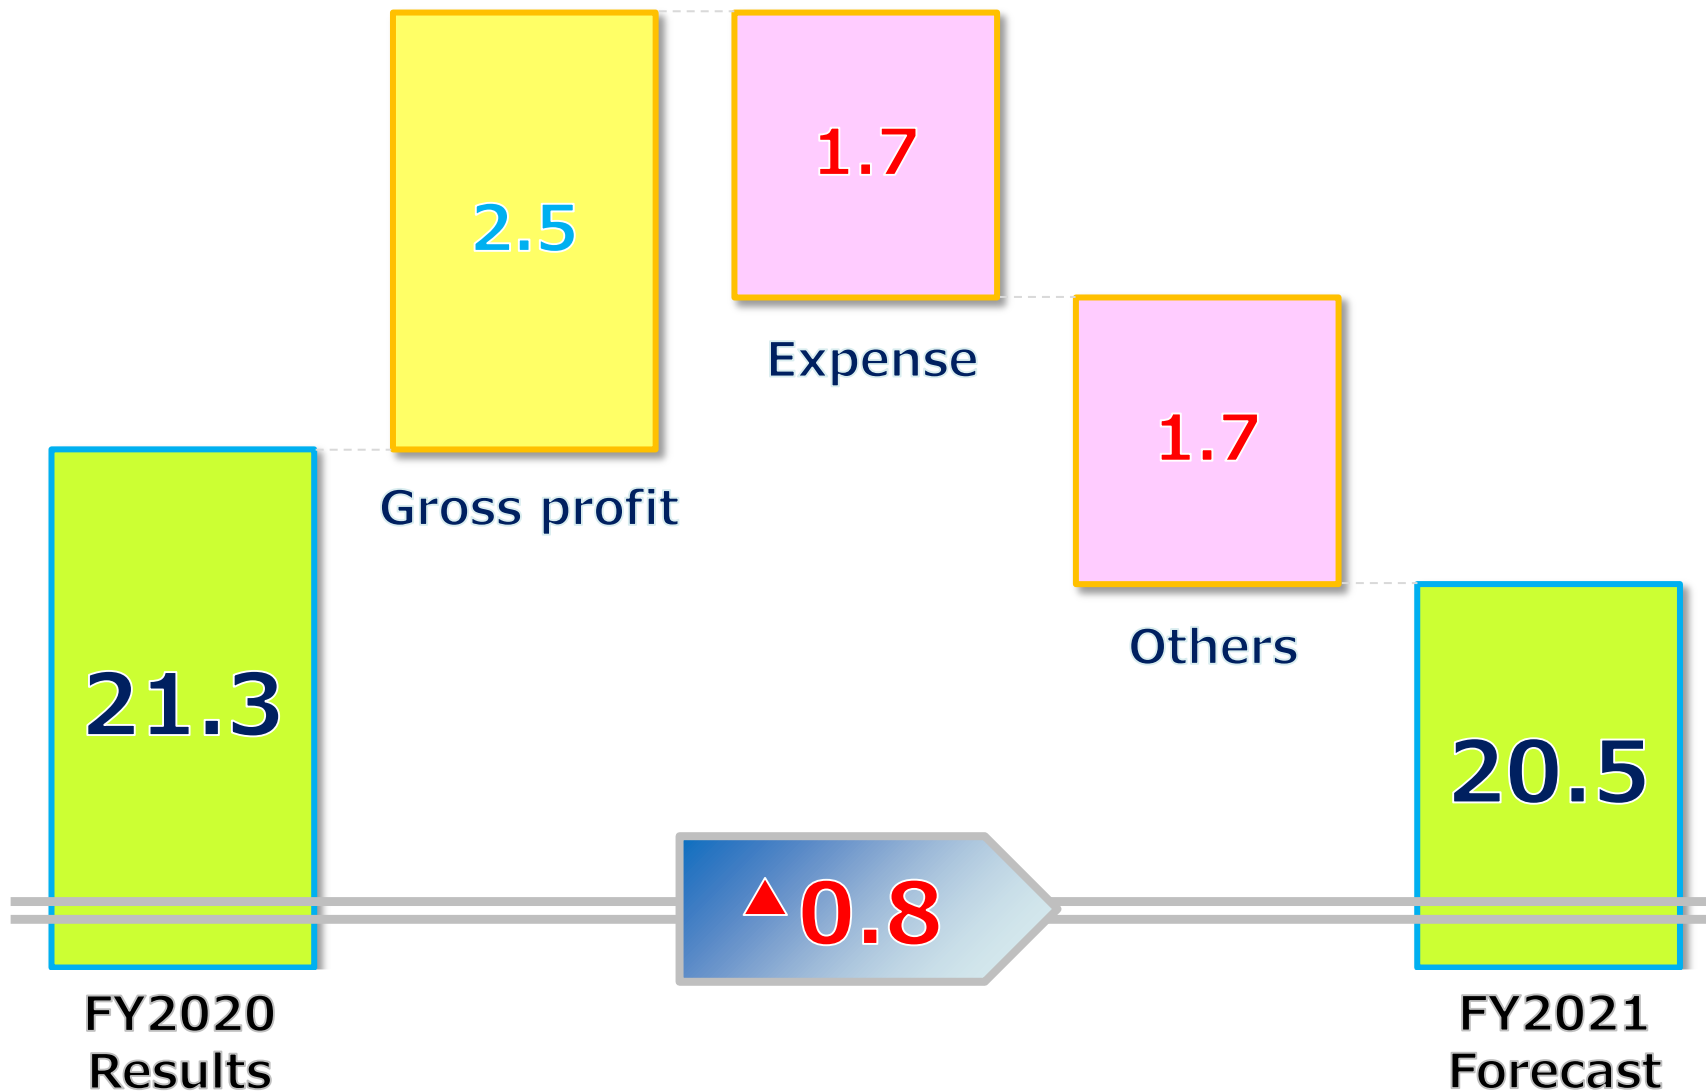 2.5
1.7
Expense
1.7
Gross profit
Others
21.3
20.5
▲0.8
FY2020
Results
FY2021
Forecast